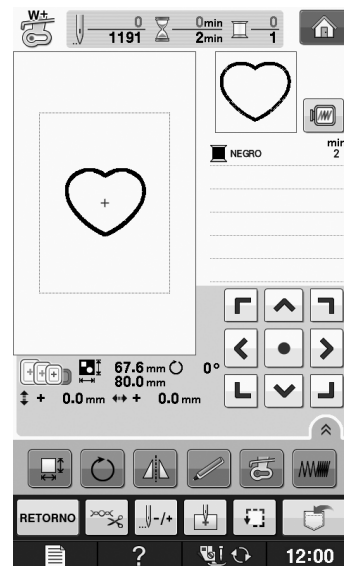 W+
0 0min 0
1191 2min 1
min
NEGRO 2
67.6 mm 0°
80.0 mm
+ 0.0 mm + 0.0 mm
RETORNO -/+
? 12:00